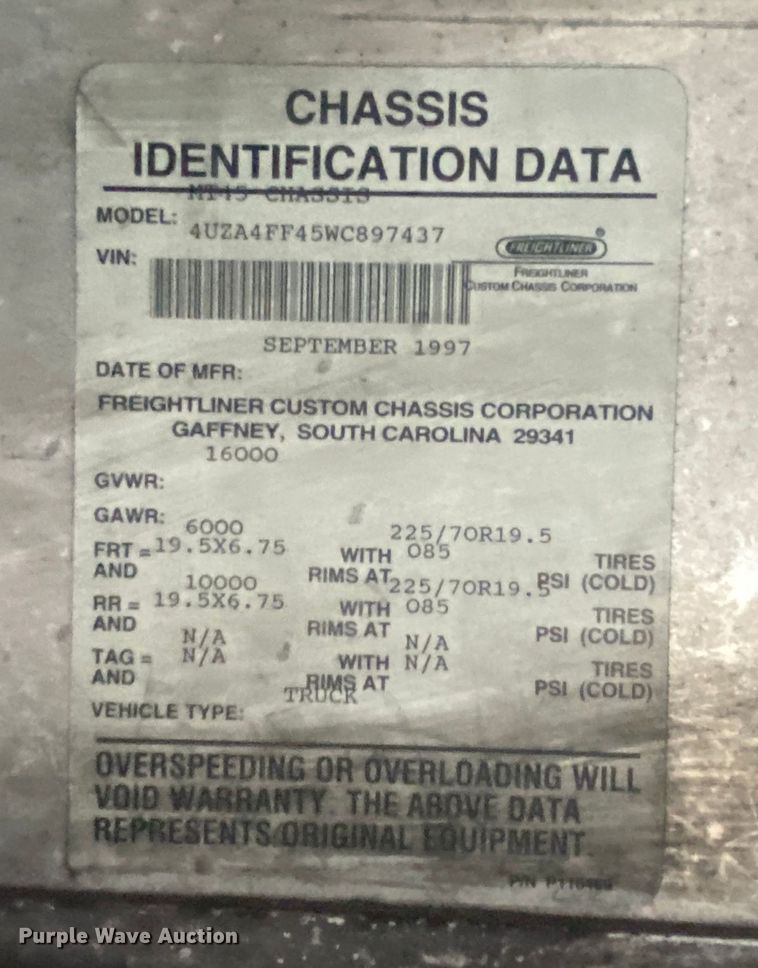 CHASSIS
IDENTIFICATION DATA
MT45 CHASSIS
MODEL:
4UZA4FF45WC897437
VIN:
FREIGHTLINER
®
FREIGHTLINER
CUSTOM CHASSIS CORPORATION
SEPTEMBER 1997
DATE OF MFR:
FREIGHTLINER CUSTOM CHASSIS CORPORATION
GAFFNEY, SOUTH CAROLINA 29341
16000
GVWR:
GAWR:
6000 225/70R19.5
FRT = 19.5X6.75 WITH 085 TIRES
AND RIMS AT PSI (COLD)
10000 225/70R19.5
RR = 19.5X6.75 WITH 085 TIRES
AND RIMS AT PSI (COLD)
N/A N/A
TAG = N/A WITH N/A TIRES
AND RIMS AT PSI (COLD)
TRUCK
VEHICLE TYPE:
OVERSPEEDING OR OVERLOADING WILL
VOID WARRANTY. THE ABOVE DATA
REPRESENTS ORIGINAL EQUIPMENT.
P/N
Purple Wave Auction